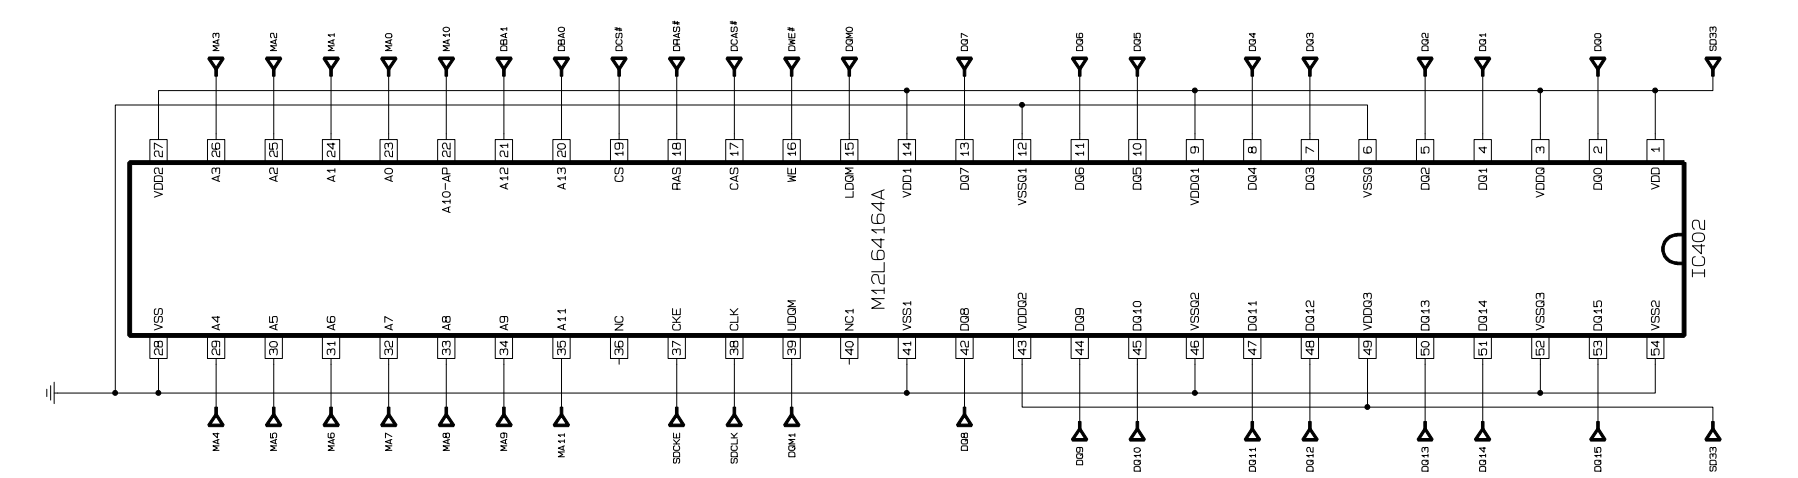 MA3 MA2 MA1 MA0 MA10 DBA1 DBA0 DCS# DRAS# DCAS# DWE# DQM0 DQ7 DQ6 DQ5 DQ4 DQ3 DQ2 DQ1 DQ0 SD33
27 26 25 24 23 22 21 20 19 18 17 16 15 14 13 12 11 10 9 8 7 6 5 4 3 2 1
VDD2 A3 A2 A1 A0 A10-AP A12 A13 CS RAS CAS WE LDQM VDD1 DQ7 VSSQ1 DQ6 DQ5 VDDQ1 DQ4 DQ3 VSSQ DQ2 DQ1 VDDQ DQ0 VDD
M12L64164A
IC402
VSS A4 A5 A6 A7 A8 A9 A11 NC CKE CLK UDQM NC1 VSS1 DQ8 VDDQ2 DQ9 DQ10 VSSQ2 DQ11 DQ12 VDDQ3 DQ13 DQ14 VSSQ3 DQ15 VSS2
28 29 30 31 32 33 34 35 36 37 38 39 40 41 42 43 44 45 46 47 48 49 50 51 52 53 54
MA4 MA5 MA6 MA7 MA8 MA9 MA11 SDCKE SDCLK DQM1 DQ8 DQ9 DQ10 DQ11 DQ12 DQ13 DQ14 DQ15 SD33